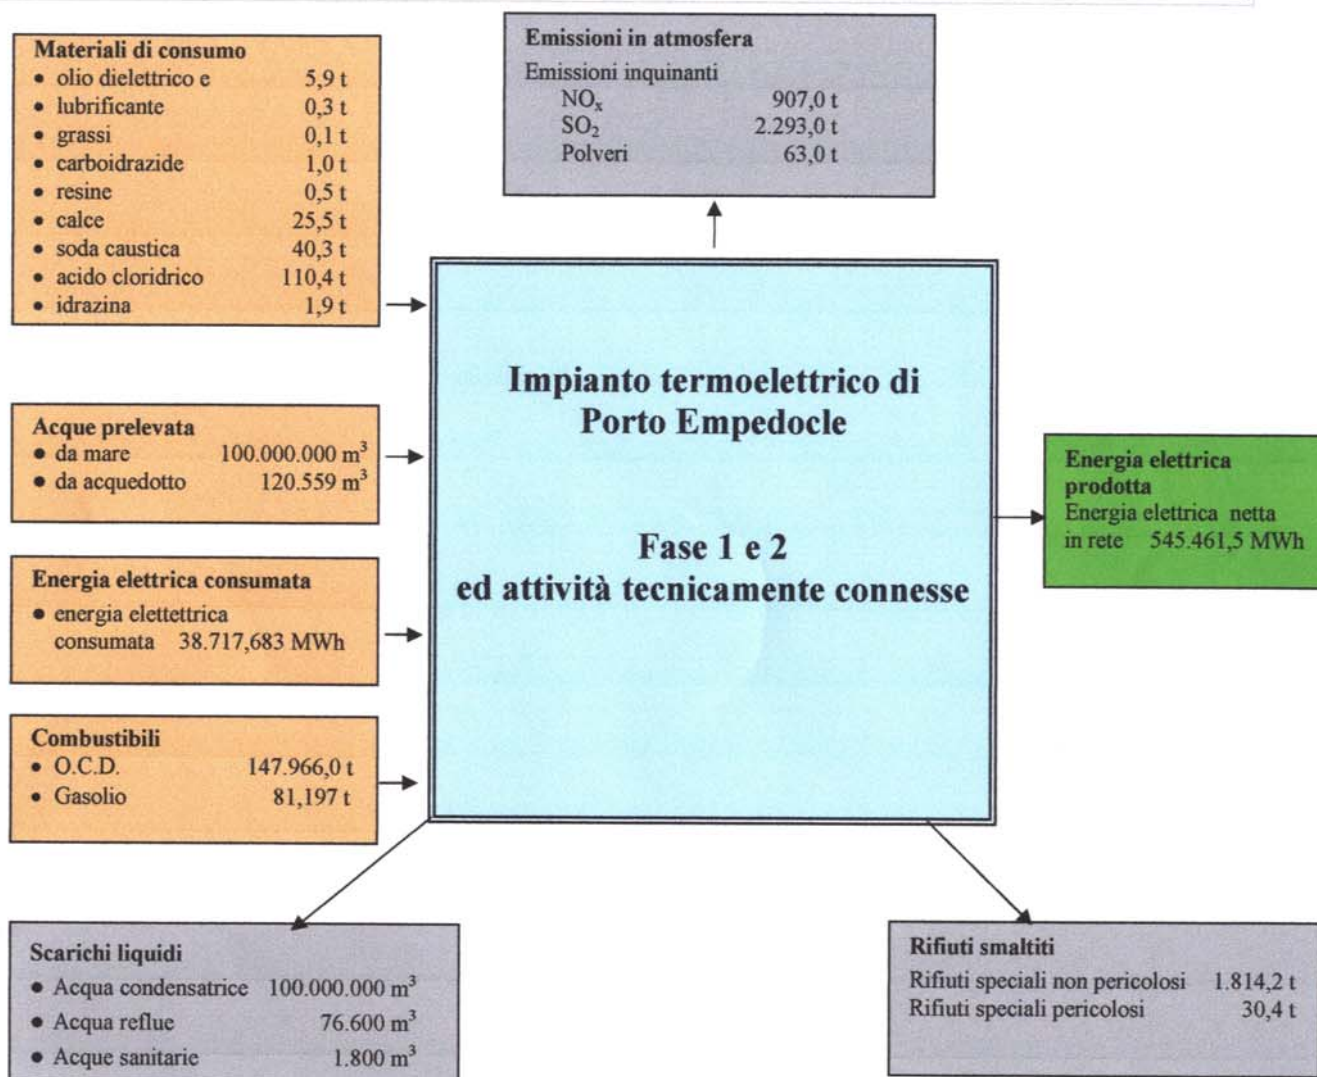 Materiali di consumo
• olio dielettrico e 5,9 t
• lubrificante 0,3 t
• grassi 0,1 t
• carboidrazide 1,0 t
• resine 0,5 t
• calce 25,5 t
• soda caustica 40,3 t
• acido cloridrico 110,4 t
• idrazina 1,9 t
Emissioni in atmosfera
Emissioni inquinanti
NOx 907,0 t
SO2 2.293,0 t
Polveri 63,0 t
Acque prelevata
• da mare 100.000.000 m³
• da acquedotto 120.559 m³
Energia elettrica consumata
• energia elettettrica
consumata 38.717,683 MWh
Combustibili
• O.C.D. 147.966,0 t
• Gasolio 81,197 t
Impianto termoelettrico di
Porto Empedocle
Fase 1 e 2
ed attività tecnicamente connesse
Energia elettrica
prodotta
Energia elettrica netta
in rete 545.461,5 MWh
Scarichi liquidi
• Acqua condensatrice 100.000.000 m³
• Acqua reflue 76.600 m³
• Acque sanitarie 1.800 m³
Rifiuti smaltiti
Rifiuti speciali non pericolosi 1.814,2 t
Rifiuti speciali pericolosi 30,4 t